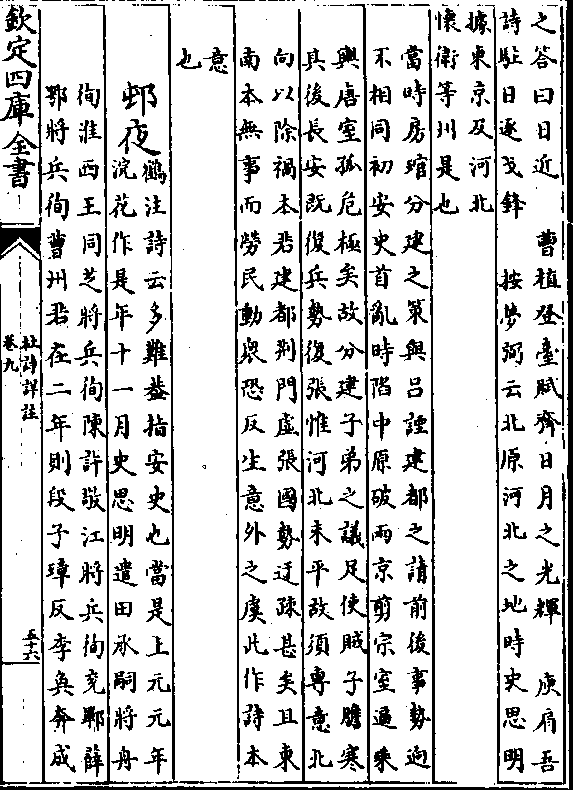 之答曰日近　曹植登臺賦齊日月之光輝　庾肩吾
詩駐日逐戈鋒　按夢弼云北原河北之地時史思明
據東京及河北
懷衛等州是也
當時房琯分建之策與呂諲建都之請前後事勢迥
不相同初安史首亂時陷中原破兩京剪宗室逼乘
輿唐室孤危極矣故分建子弟之議足使賊子膽寒
其後長安既復兵勢復張惟河北未平故須專意北
向以除禍本若建都荆門虛張國勢迂疎甚矣且東
南本無事而勞民動衆恐反生意外之虞此作詩本
意
也
邨夜
鶴注詩云多難蓋指安史也當是上元元年
浣花作是年十一月史思明遣田承嗣將舟
徇淮西王同芝將兵徇陳許敬江將兵徇兗鄆薛
鄂將兵徇曹州若在二年則段子璋反李奐奔成
欽定四庫全書
杜詩詳註
卷九
五十六